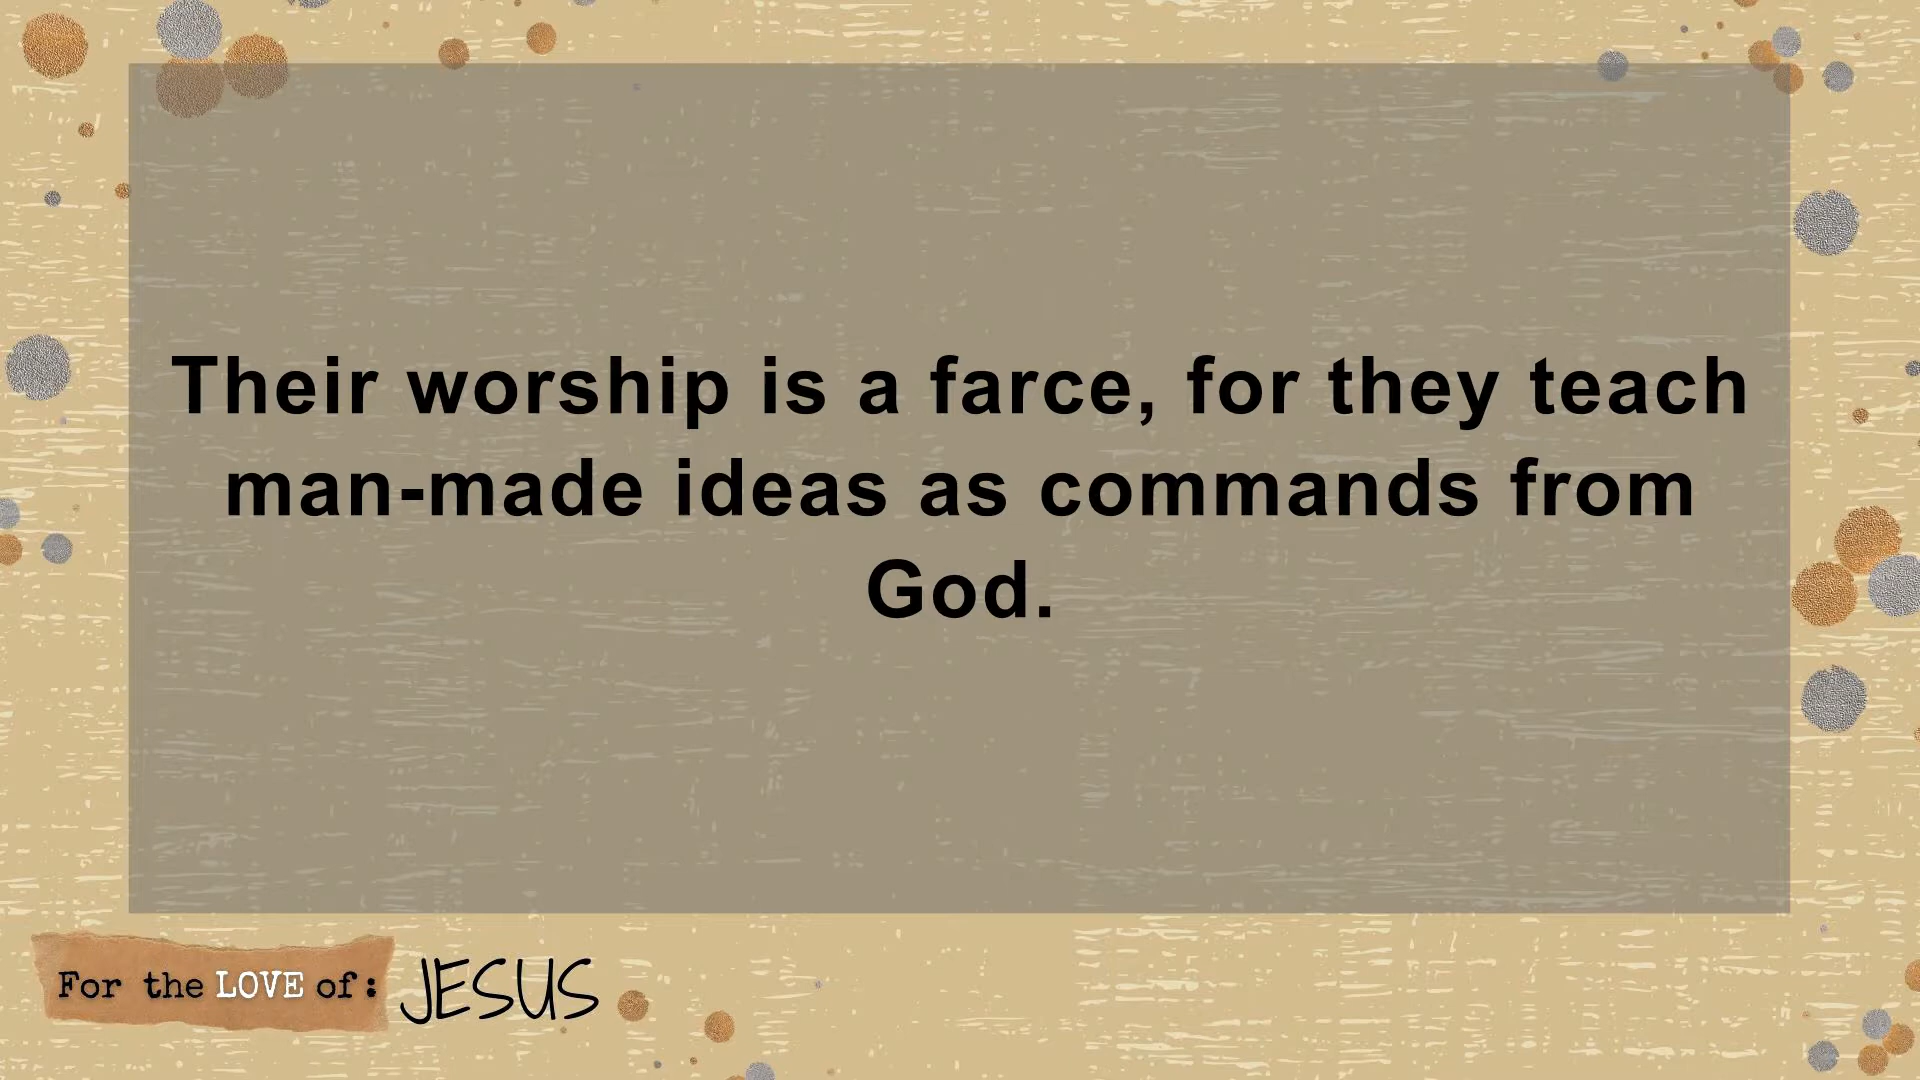 Their worship is a farce, for they teach
man-made ideas as commands from
God.
For the LOVE of: JESUS